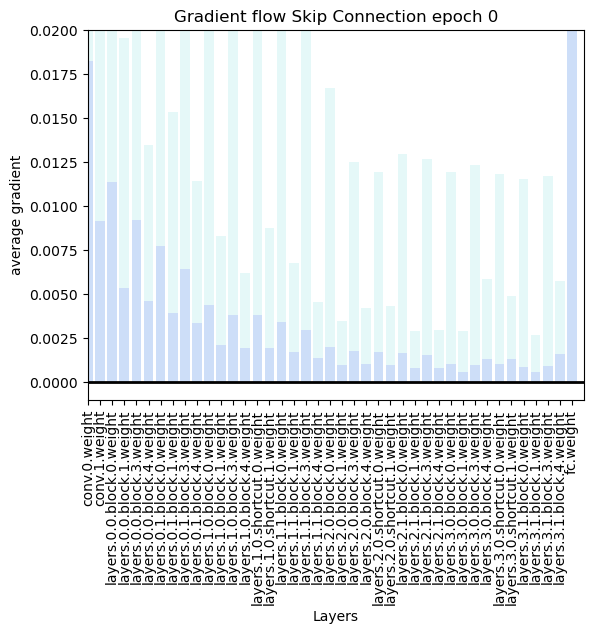 Gradient flow Skip Connection epoch 0
average gradient
0.0200
0.0175
0.0150
0.0125
0.0100
0.0075
0.0050
0.0025
0.0000
conv.0.weight
conv.1.weight
layers.0.0.block.0.weight
layers.0.0.block.1.weight
layers.0.0.block.3.weight
layers.0.0.block.4.weight
layers.0.1.block.0.weight
layers.0.1.block.1.weight
layers.0.1.block.3.weight
layers.0.1.block.4.weight
layers.1.0.block.0.weight
layers.1.0.block.1.weight
layers.1.0.block.3.weight
layers.1.0.block.4.weight
layers.1.0.shortcut.0.weight
layers.1.0.shortcut.1.weight
layers.1.1.block.0.weight
layers.1.1.block.1.weight
layers.1.1.block.3.weight
layers.1.1.block.4.weight
layers.2.0.block.0.weight
layers.2.0.block.1.weight
layers.2.0.block.3.weight
layers.2.0.block.4.weight
layers.2.0.shortcut.0.weight
layers.2.0.shortcut.1.weight
layers.2.1.block.0.weight
layers.2.1.block.1.weight
layers.2.1.block.3.weight
layers.2.1.block.4.weight
layers.3.0.block.0.weight
layers.3.0.block.1.weight
layers.3.0.block.3.weight
layers.3.0.block.4.weight
layers.3.0.shortcut.0.weight
layers.3.0.shortcut.1.weight
layers.3.1.block.0.weight
layers.3.1.block.1.weight
layers.3.1.block.3.weight
layers.3.1.block.4.weight
fc.weight
Layers